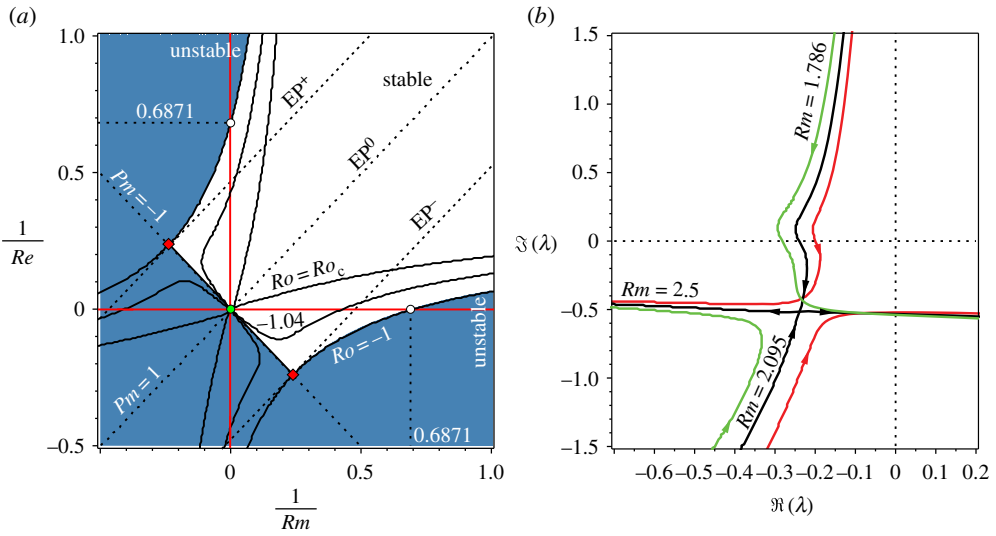 (a)
(b)
1.0
0.5
0
−0.5
0
0.5
1.0
1
Re
1
Rm
unstable
stable
unstable
0.6871
0.6871
EP+
EP0
EP−
Pm = −1
Pm = 1
Ro = Roc
−1.04
Ro = −1
1.5
1.0
0.5
0
−0.5
−1.0
−1.5
ℑ (λ)
−0.6 −0.5 −0.4 −0.3 −0.2 −0.1 0 0.1 0.2
ℜ (λ)
Rm = 1.786
Rm = 2.5
Rm = 2.095